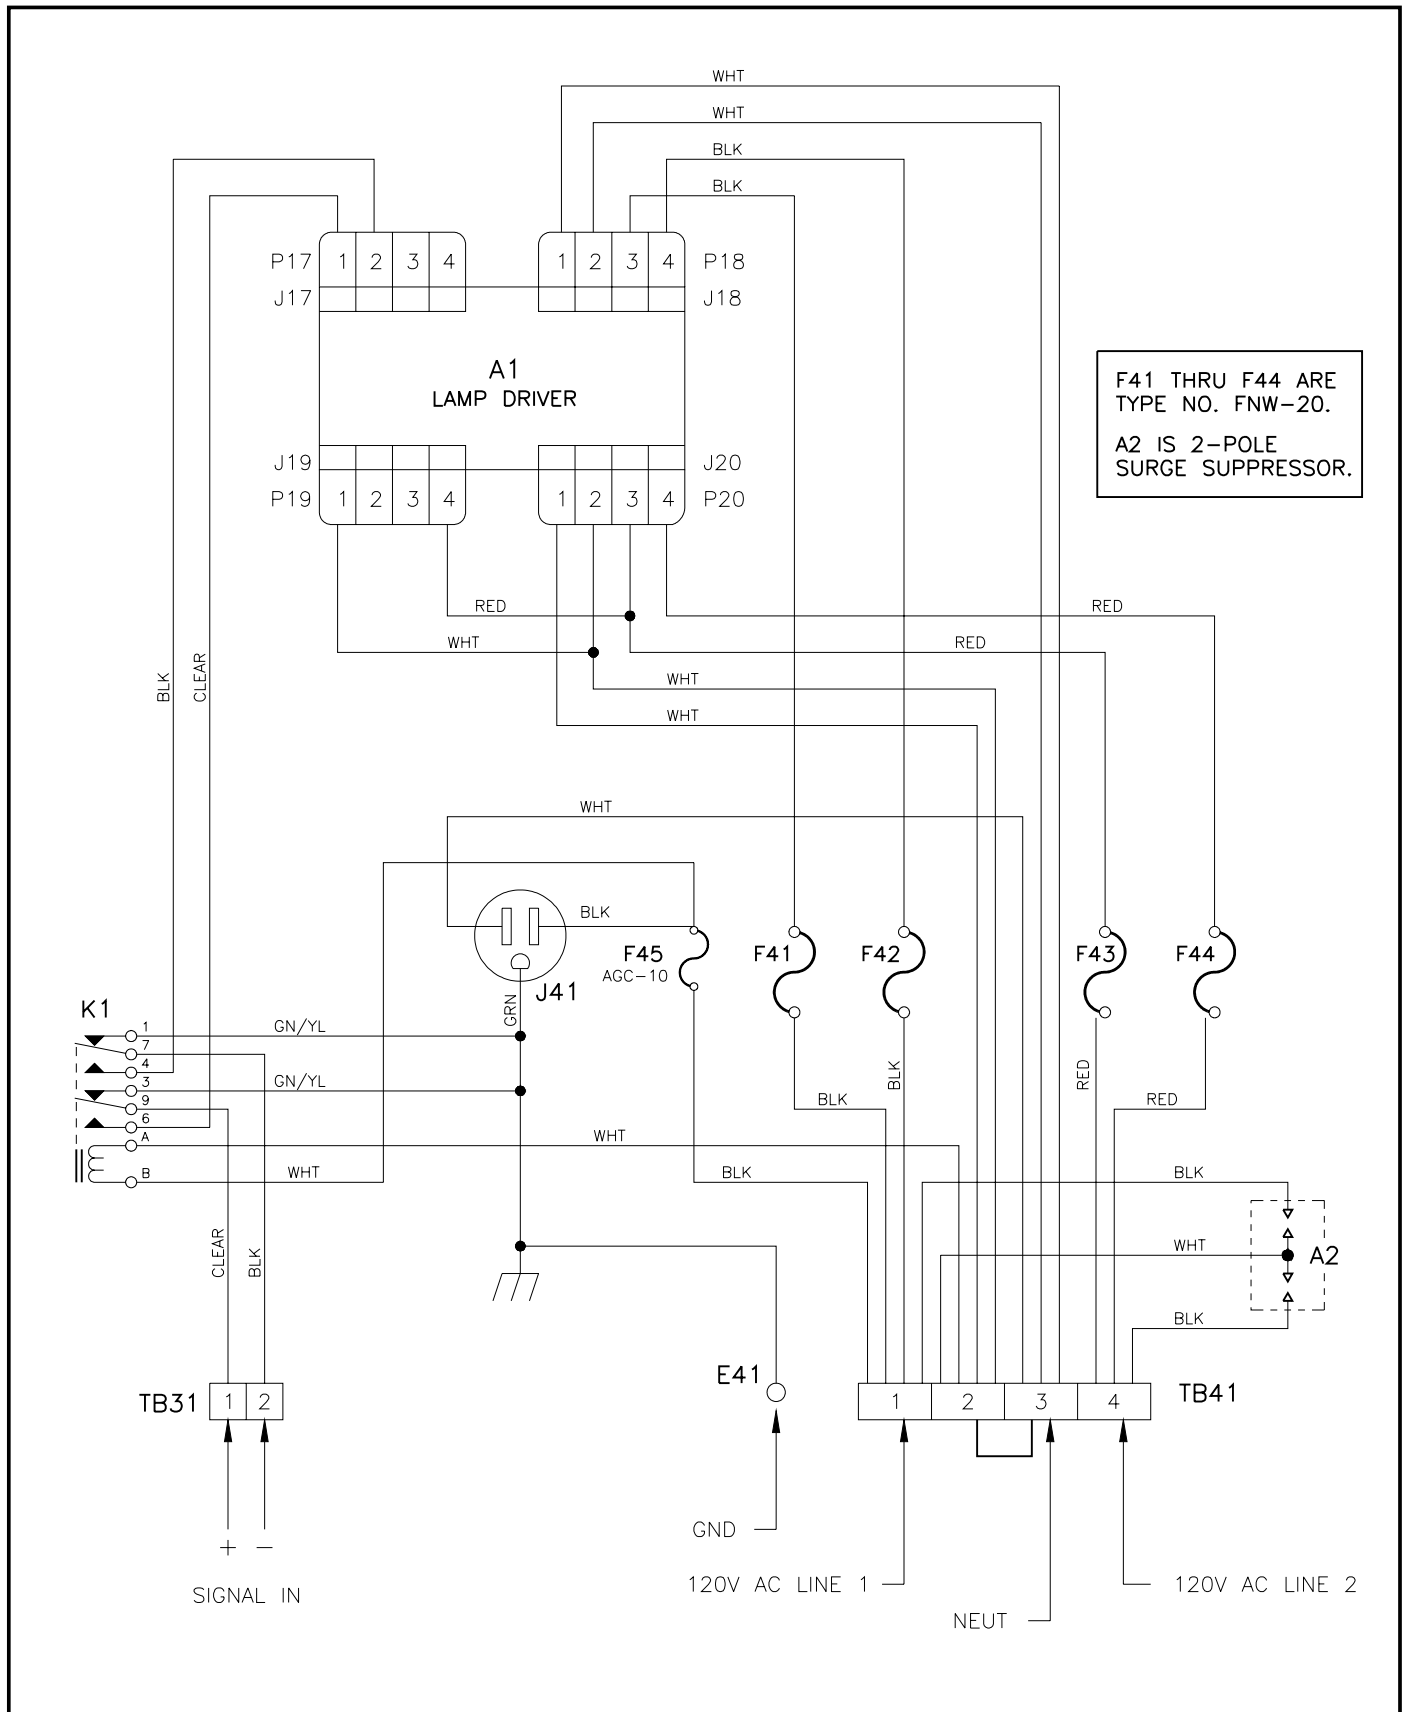 WHT
WHT
BLK
BLK
P17 1 2 3 4
1 2 3 4 P18
J17
J18
A1
LAMP DRIVER
F41 THRU F44 ARE
TYPE NO. FNW-20.
A2 IS 2-POLE
SURGE SUPPRESSOR.
J19
J20
P19 1 2 3 4
1 2 3 4 P20
RED
RED
WHT
RED
BLK
CLEAR
WHT
WHT
WHT
BLK
F45
AGC-10
F41
F42
F43
F44
J41
GRN
K1
1
GN/YL
7
4
3
GN/YL
9
6
A
WHT
B
WHT
BLK
BLK
BLK
RED
RED
BLK
CLEAR
BLK
WHT
A2
BLK
E41
TB31 1 2
1 2 3 4 TB41
+ -
SIGNAL IN
GND
120V AC LINE 1
120V AC LINE 2
NEUT